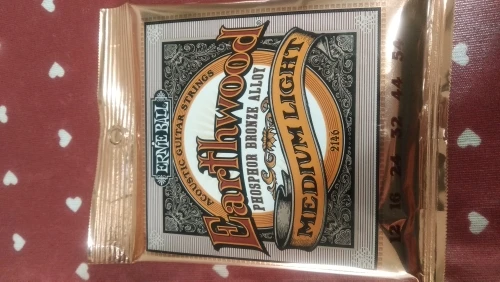 ERNIE BALL
ACOUSTIC GUITAR STRINGS
Earthwood
PHOSPHOR BRONZE ALLOY
MEDIUM LIGHT
2146
12 16 24 32 44 54